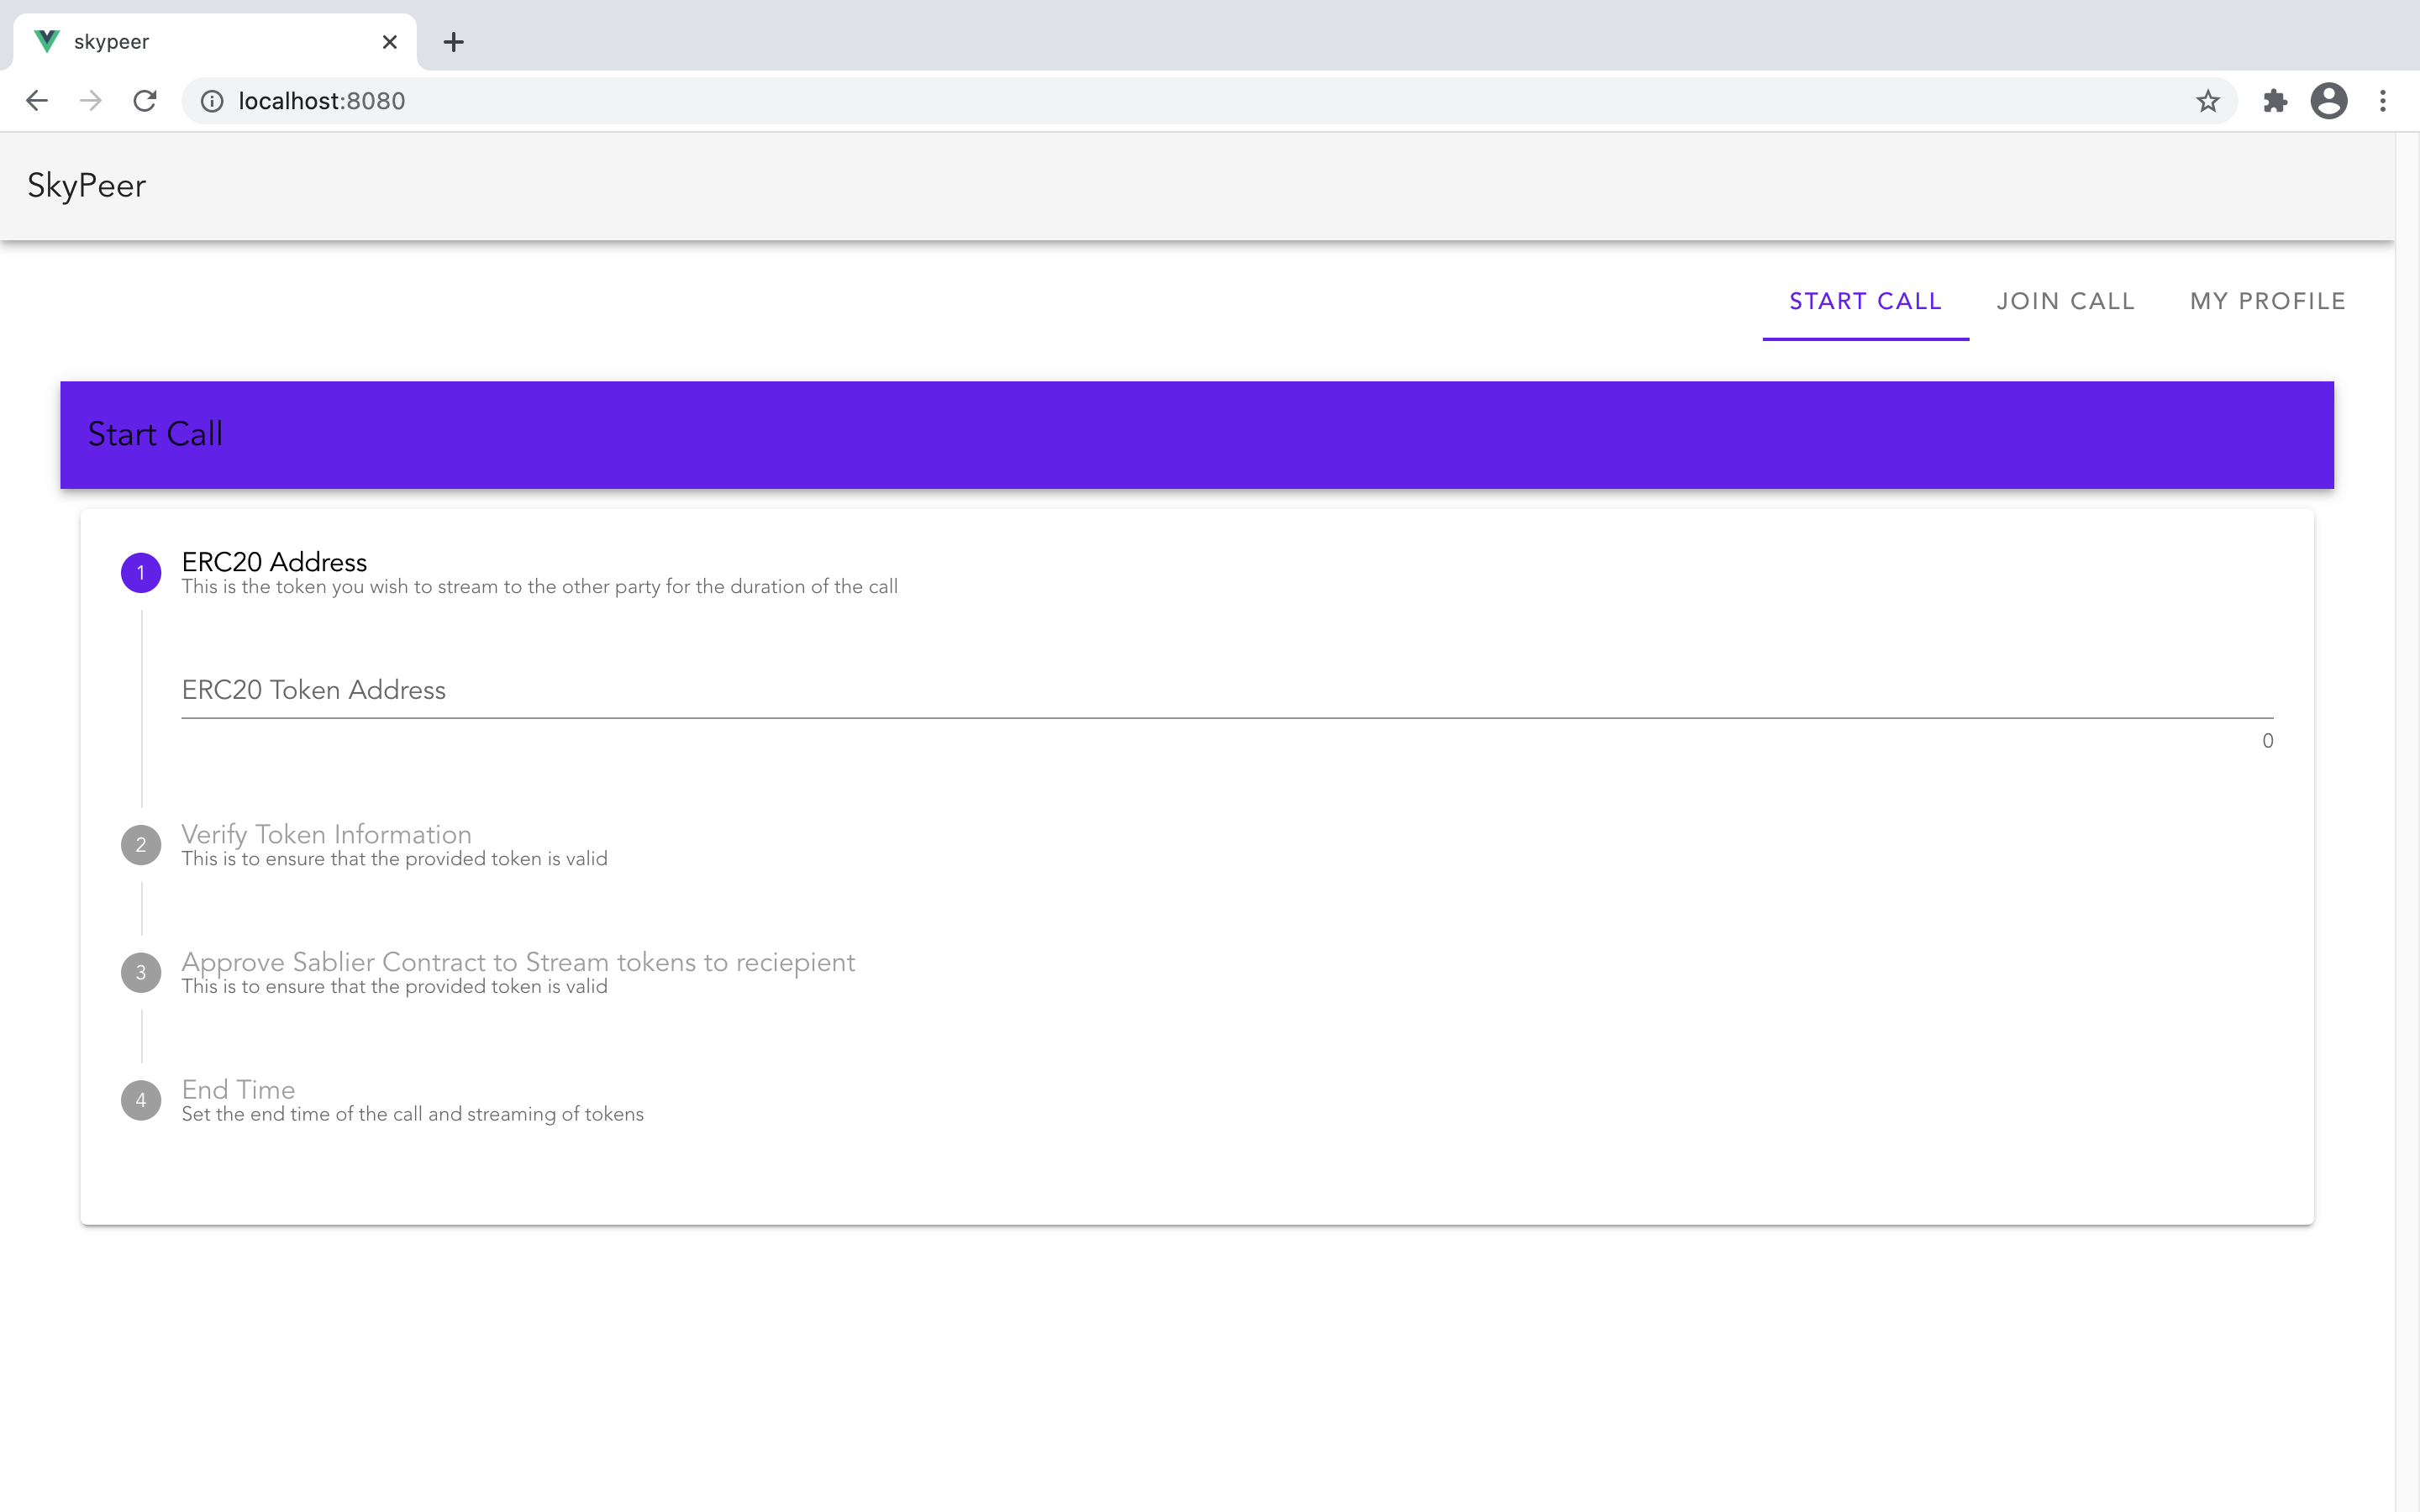 skypeer
localhost:8080
SkyPeer
START CALL JOIN CALL MY PROFILE
Start Call
1 ERC20 Address
This is the token you wish to stream to the other party for the duration of the call
ERC20 Token Address
0
2 Verify Token Information
This is to ensure that the provided token is valid
3 Approve Sablier Contract to Stream tokens to reciepient
This is to ensure that the provided token is valid
4 End Time
Set the end time of the call and streaming of tokens